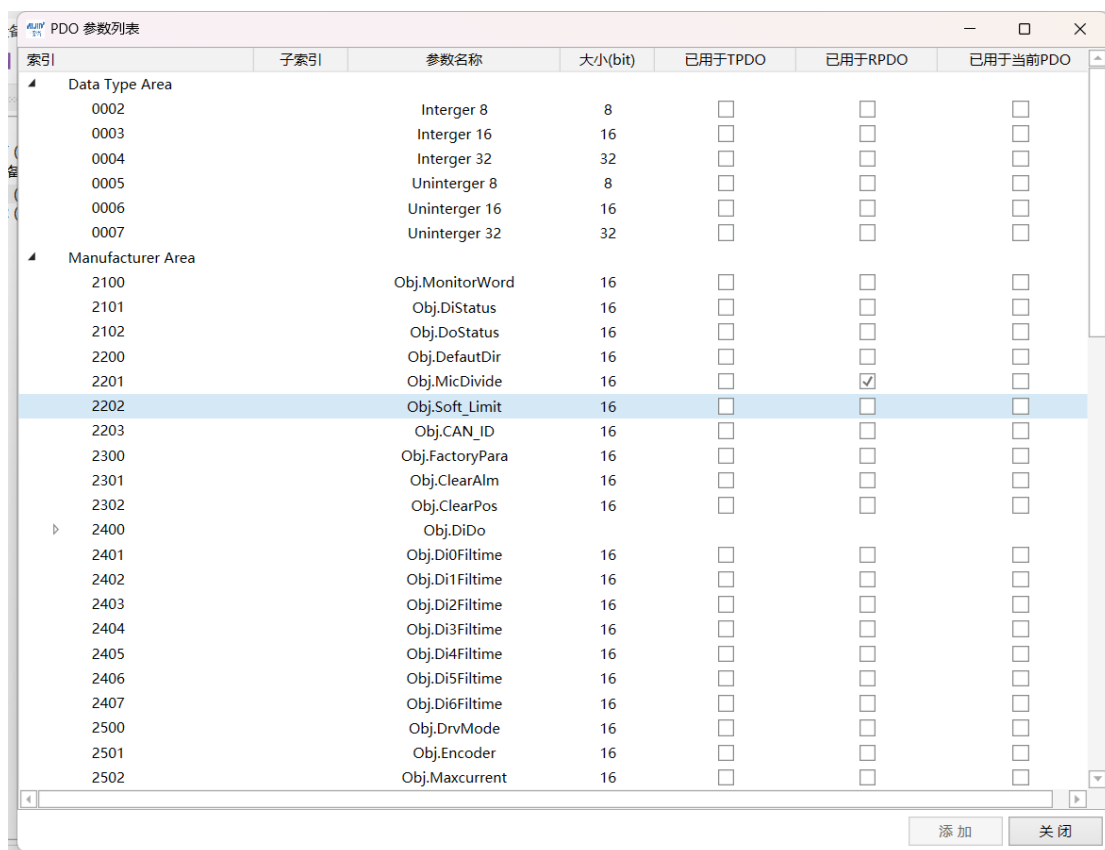 PDO 参数列表
索引 子索引 参数名称 大小(bit) 已用于TPDO 已用于RPDO 已用于当前PDO
Data Type Area
0002 Interger 8 8
0003 Interger 16 16
0004 Interger 32 32
0005 Uninterger 8 8
0006 Uninterger 16 16
0007 Uninterger 32 32
Manufacturer Area
2100 Obj.MonitorWord 16
2101 Obj.DiStatus 16
2102 Obj.DoStatus 16
2200 Obj.DefautDir 16
2201 Obj.MicDivide 16
2202 Obj.Soft_Limit 16
2203 Obj.CAN_ID 16
2300 Obj.FactoryPara 16
2301 Obj.ClearAlm 16
2302 Obj.ClearPos 16
2400 Obj.DiDo
2401 Obj.Di0Filtime 16
2402 Obj.Di1Filtime 16
2403 Obj.Di2Filtime 16
2404 Obj.Di3Filtime 16
2405 Obj.Di4Filtime 16
2406 Obj.Di5Filtime 16
2407 Obj.Di6Filtime 16
2500 Obj.DrvMode 16
2501 Obj.Encoder 16
2502 Obj.Maxcurrent 16
添加 关闭